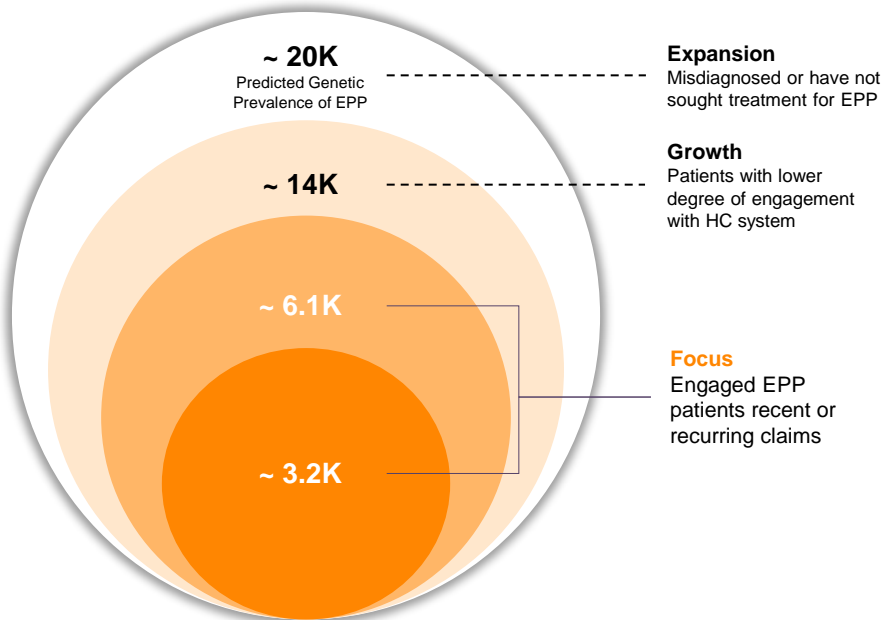 ~ 20K
Predicted Genetic
Prevalence of EPP
Expansion
Misdiagnosed or have not
sought treatment for EPP
~ 14K
Growth
Patients with lower
degree of engagement
with HC system
~ 6.1K
Focus
Engaged EPP
patients recent or
recurring claims
~ 3.2K